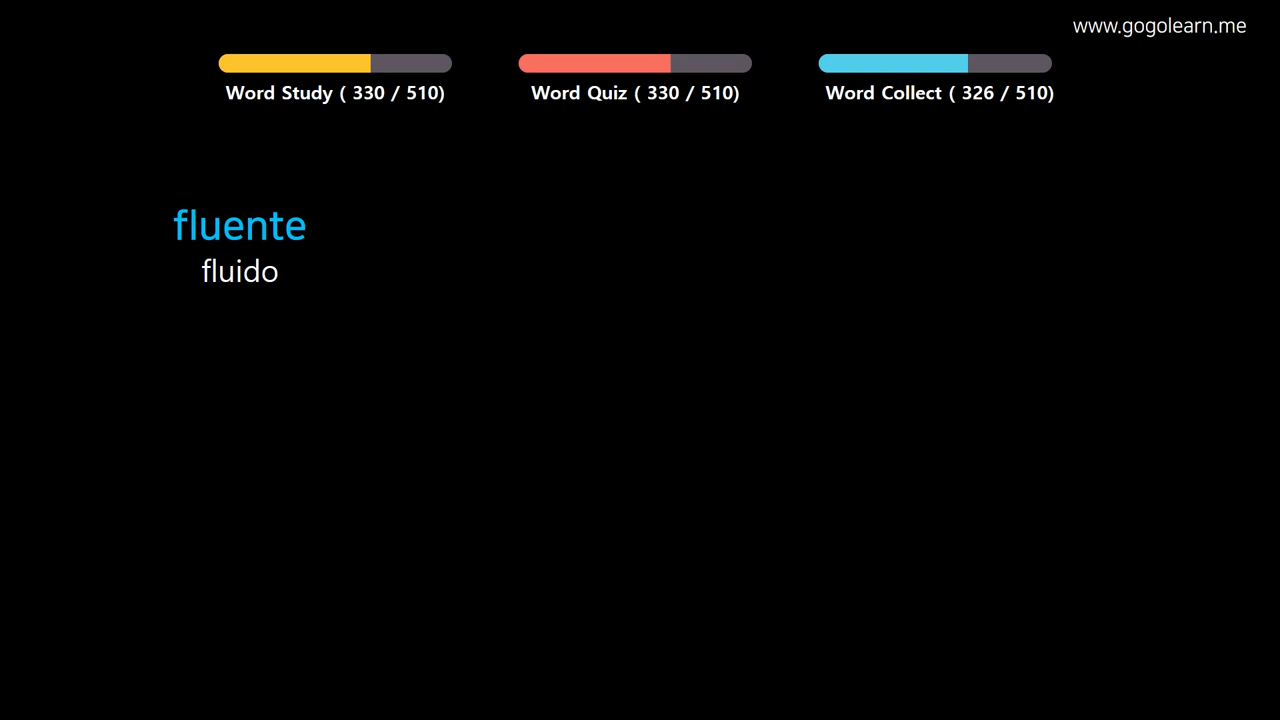 www.gogolearn.me
Word Study ( 330 / 510)
Word Quiz ( 330 / 510)
Word Collect ( 326 / 510)
fluente
fluido